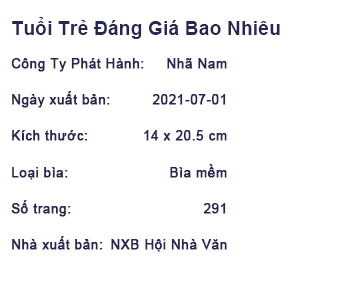 Tuổi Trẻ Đáng Giá Bao Nhiêu
Công Ty Phát Hành: Nhã Nam
Ngày xuất bản: 2021-07-01
Kích thước: 14 x 20.5 cm
Loại bìa: Bìa mềm
Số trang: 291
Nhà xuất bản: NXB Hội Nhà Văn